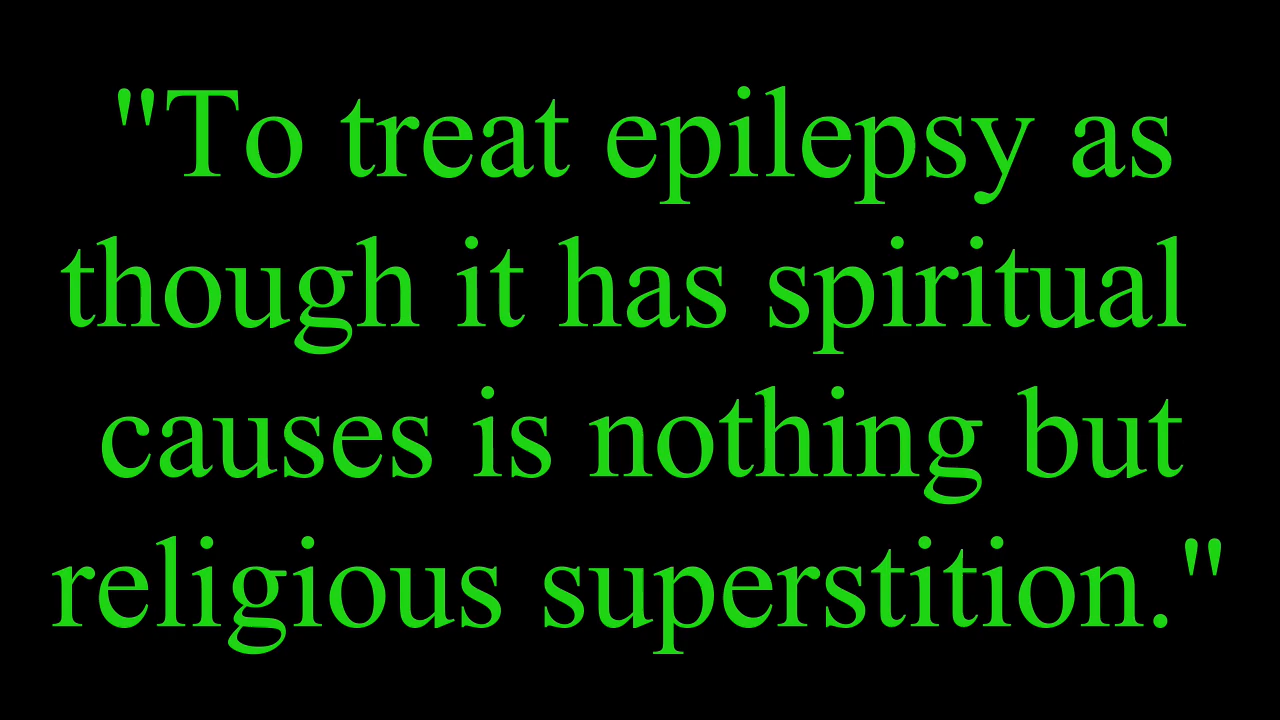 "To treat epilepsy as
though it has spiritual
causes is nothing but
religious superstition."